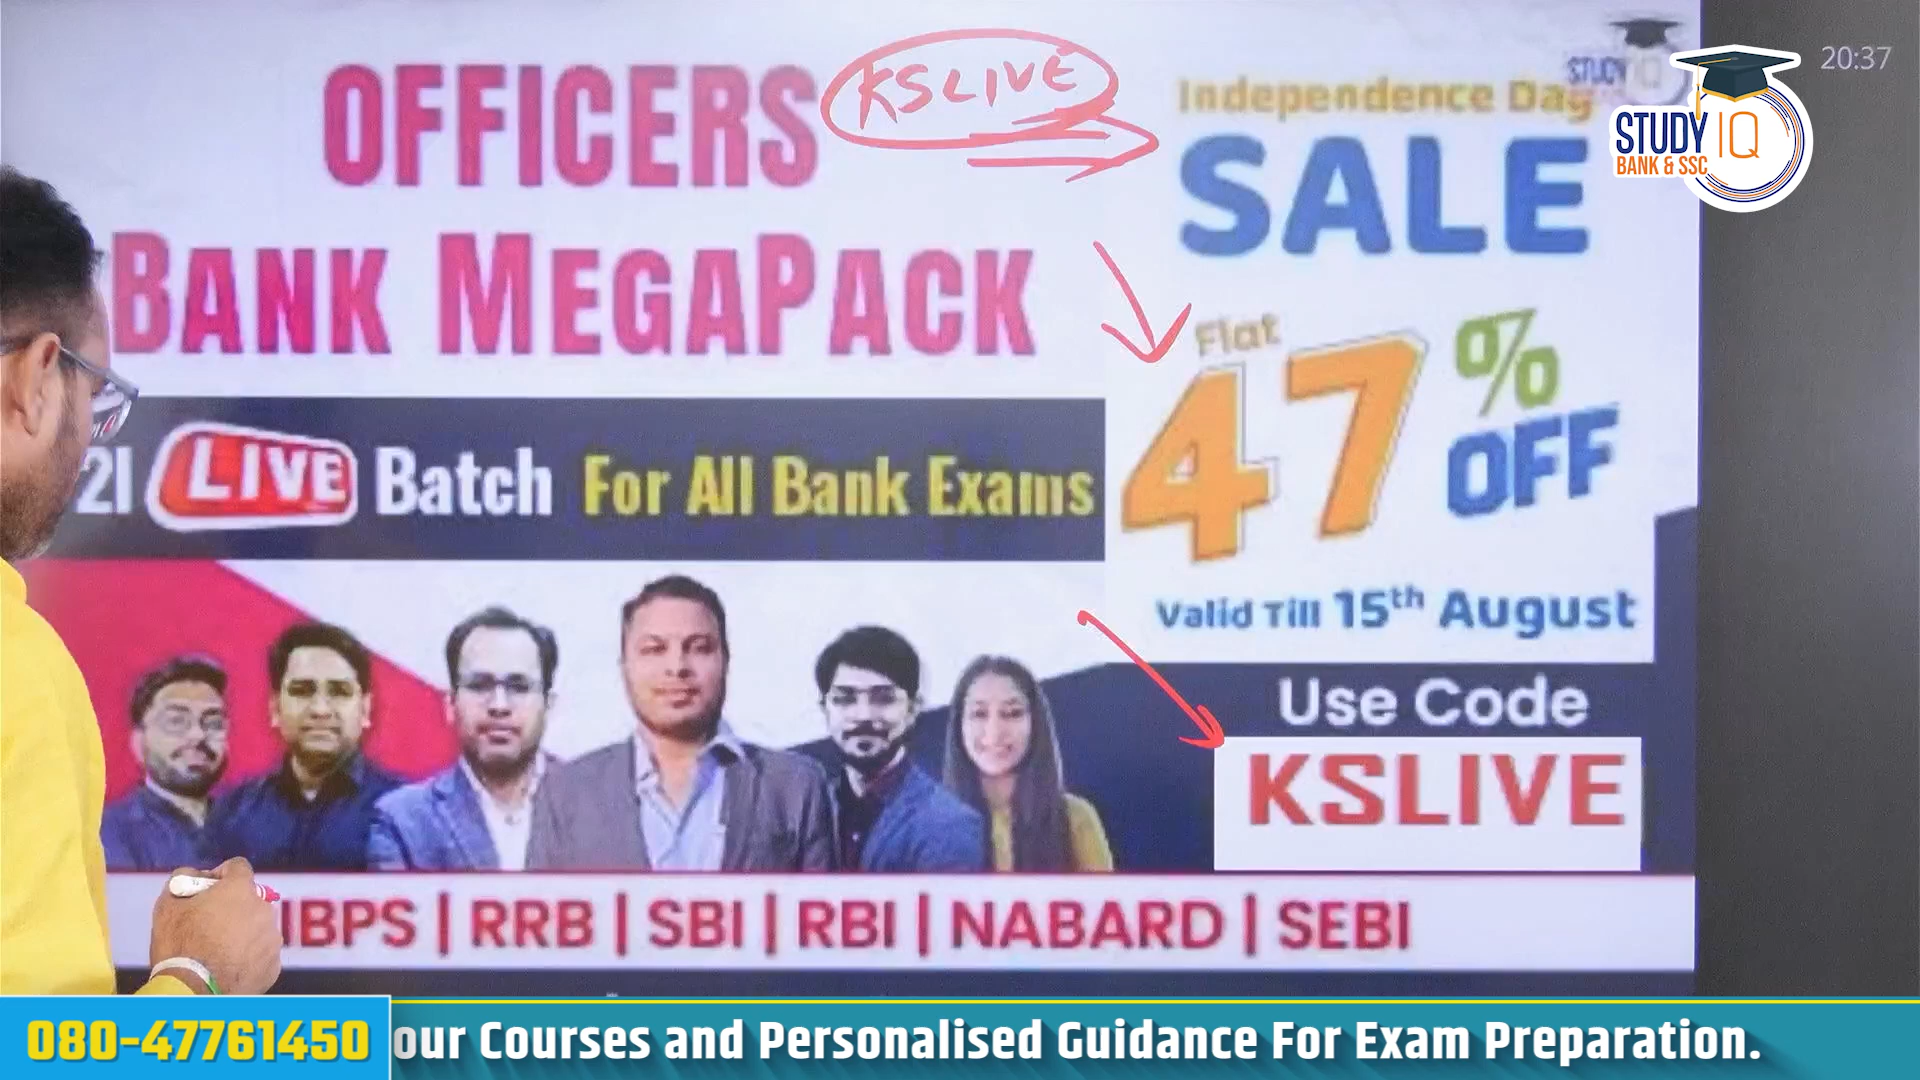 OFFICERS
BANK MEGAPACK
KSLIVE
Independence Day
SALE
Flat
47%
OFF
Valid Till 15th August
21 LIVE Batch For All Bank Exams
Use Code
KSLIVE
IBPS | RRB | SBI | RBI | NABARD | SEBI
STUDY IQ
STUDY IQ
BANK & SSC
20:37
080-47761450
our Courses and Personalised Guidance For Exam Preparation.